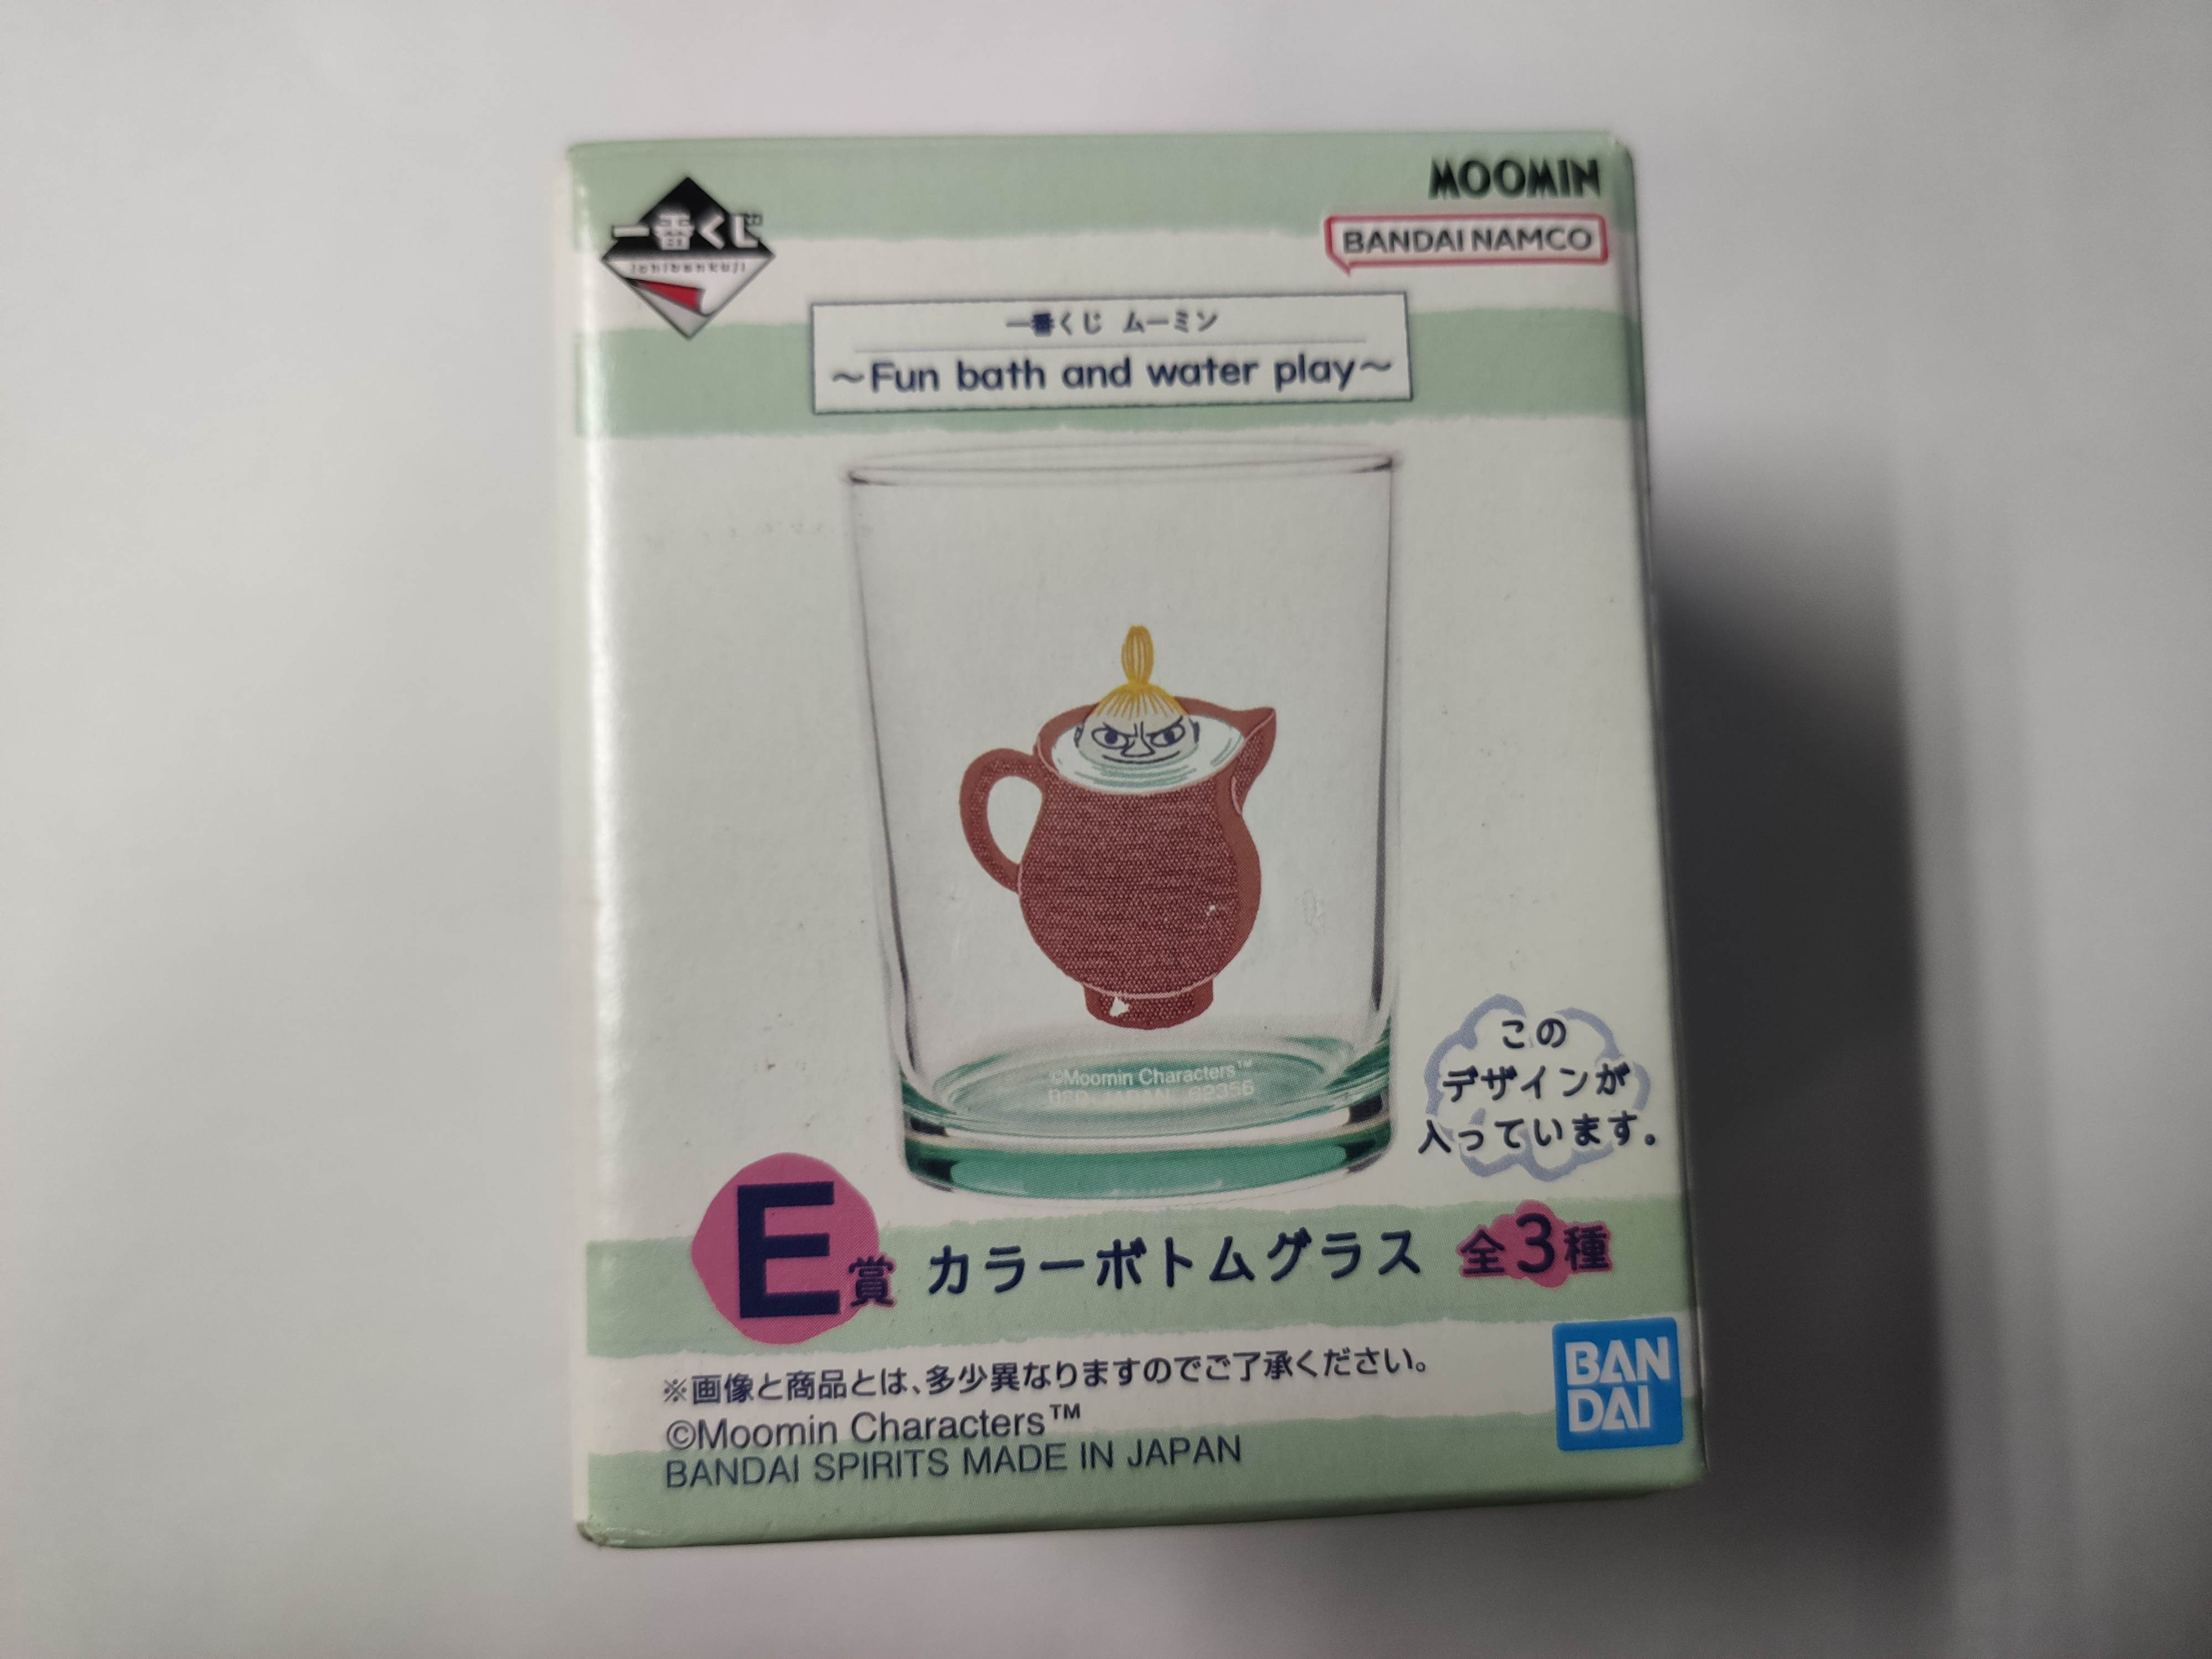 一番くじ
ichibankuji
MOOMIN
BANDAI NAMCO
一番くじ ムーミン
～Fun bath and water play～
©Moomin Characters™
BSP JAPAN 62356
この
デザインが
入っています。
E賞 カラーボトムグラス 全3種
※画像と商品とは、多少異なりますのでご了承ください。
©Moomin Characters™
BANDAI SPIRITS MADE IN JAPAN
BAN
DAI